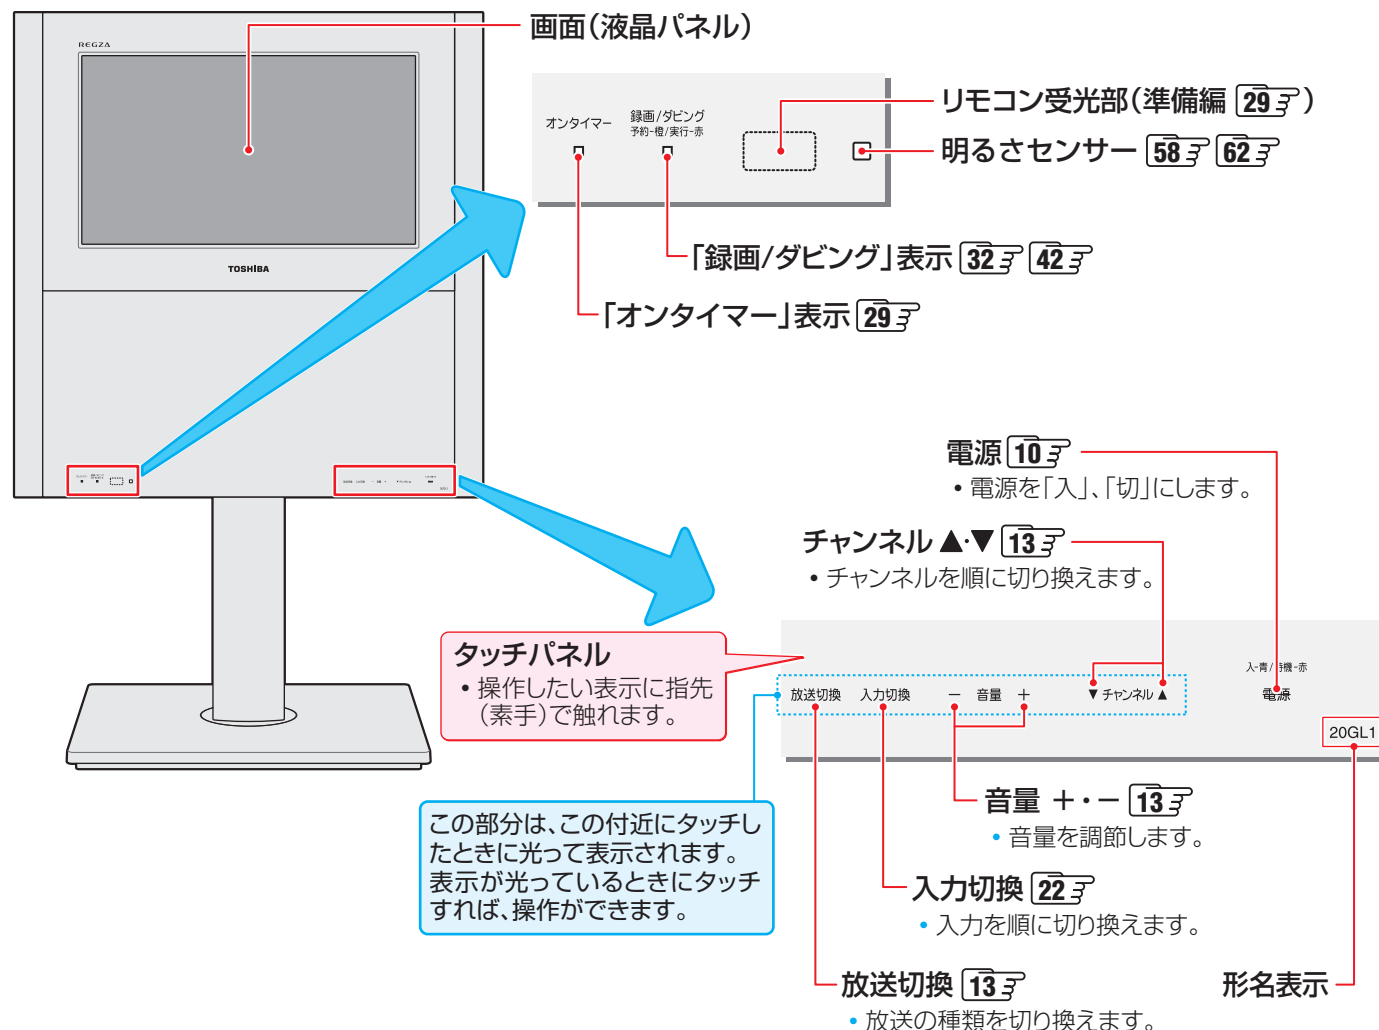 画面（液晶パネル）
REGZA
TOSHIBA
オンタイマー
録画/ダビング
予約-橙/実行-赤
リモコン受光部（準備編 29 ）
明るさセンサー 58 62
「録画/ダビング」表示 32 42
「オンタイマー」表示 29
電源 10
• 電源を「入」、「切」にします。
チャンネル ▲・▼ 13
• チャンネルを順に切り換えます。
タッチパネル
• 操作したい表示に指先
（素手）で触れます。
入-青/待機-赤
放送切換 入力切換 － 音量 ＋ ▼ チャンネル ▲ 電源
20GL1
この部分は、この付近にタッチし
たときに光って表示されます。
表示が光っているときにタッチ
すれば、操作ができます。
音量 ＋・－ 13
• 音量を調節します。
入力切換 22
• 入力を順に切り換えます。
放送切換 13
• 放送の種類を切り換えます。
形名表示